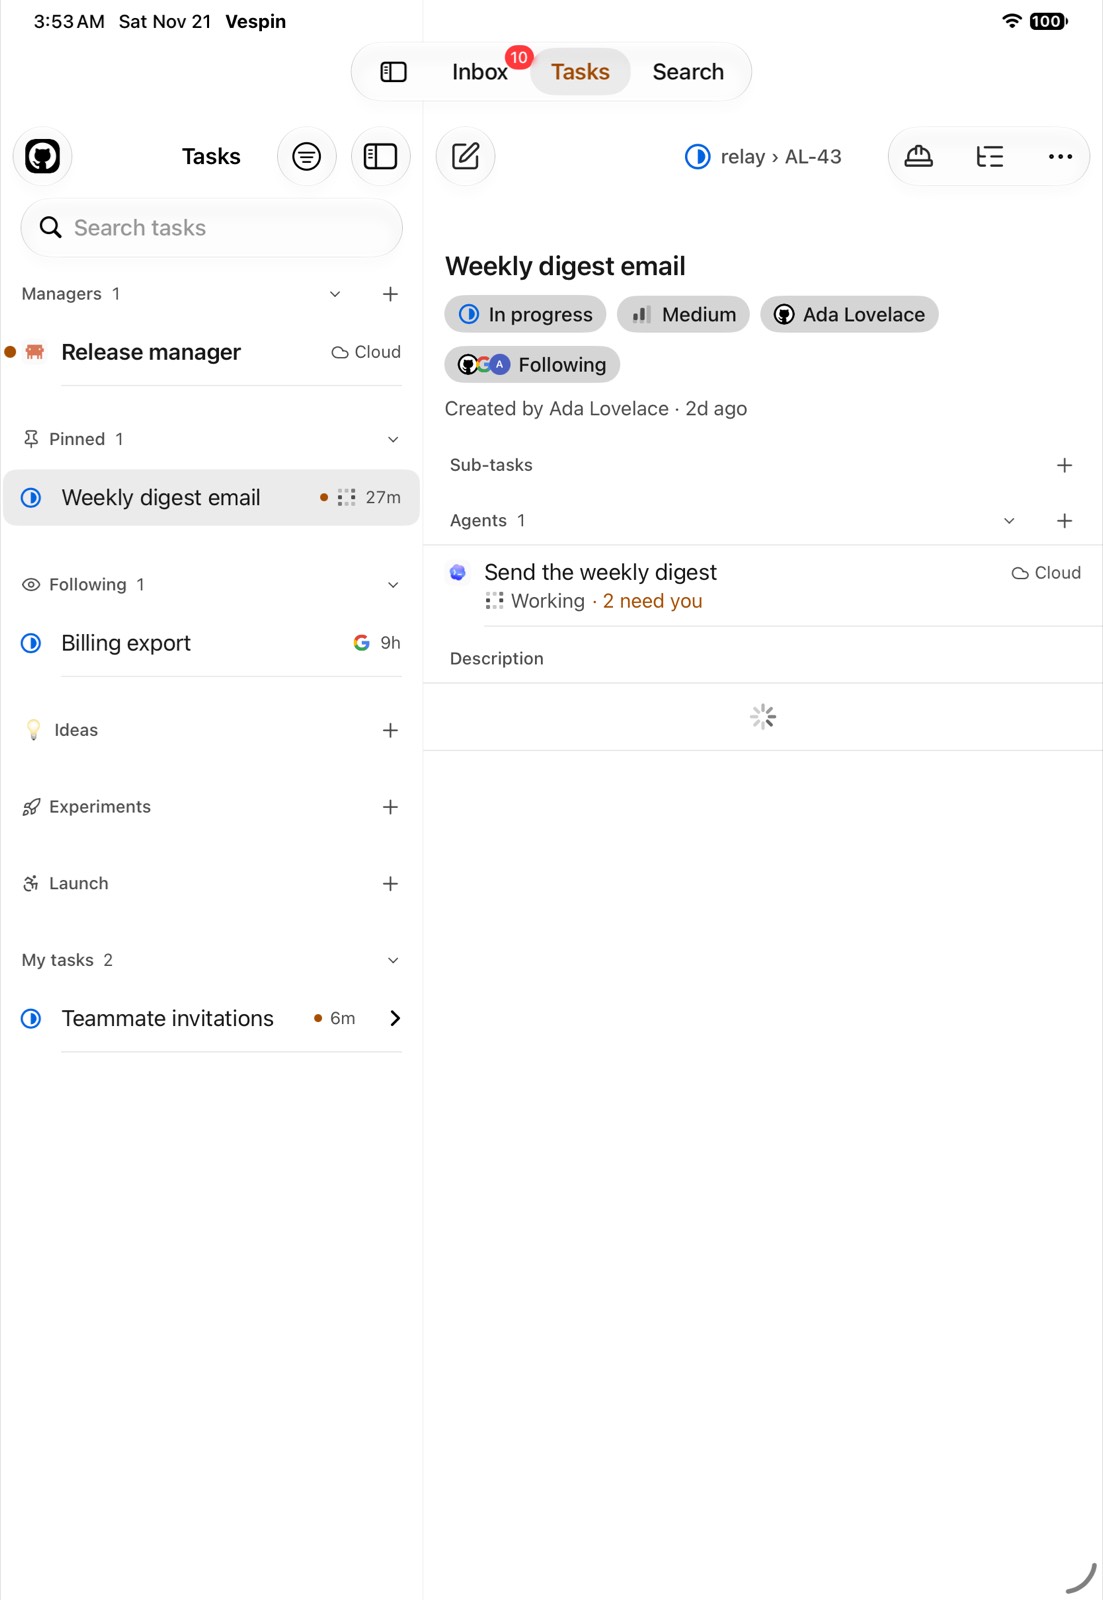 3:53 AM Sat Nov 21 Vespin
100
Inbox 10 Tasks Search
Tasks
relay › AL-43
Search tasks
Managers 1
Release manager Cloud
Pinned 1
Weekly digest email 27m
Following 1
Billing export 9h
Ideas
Experiments
Launch
My tasks 2
Teammate invitations 6m
Weekly digest email
In progress Medium Ada Lovelace
A Following
Created by Ada Lovelace · 2d ago
Sub-tasks
Agents 1
Send the weekly digest Cloud
Working · 2 need you
Description